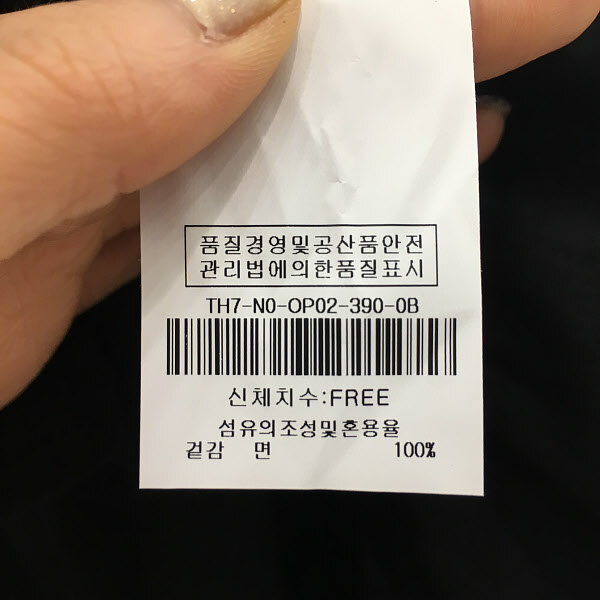 품질경영및공산품안전
관리법에의한품질표시
TH7-N0-OP02-390-0B
신체치수:FREE
섬유의조성및혼용율
겉감 면 100%